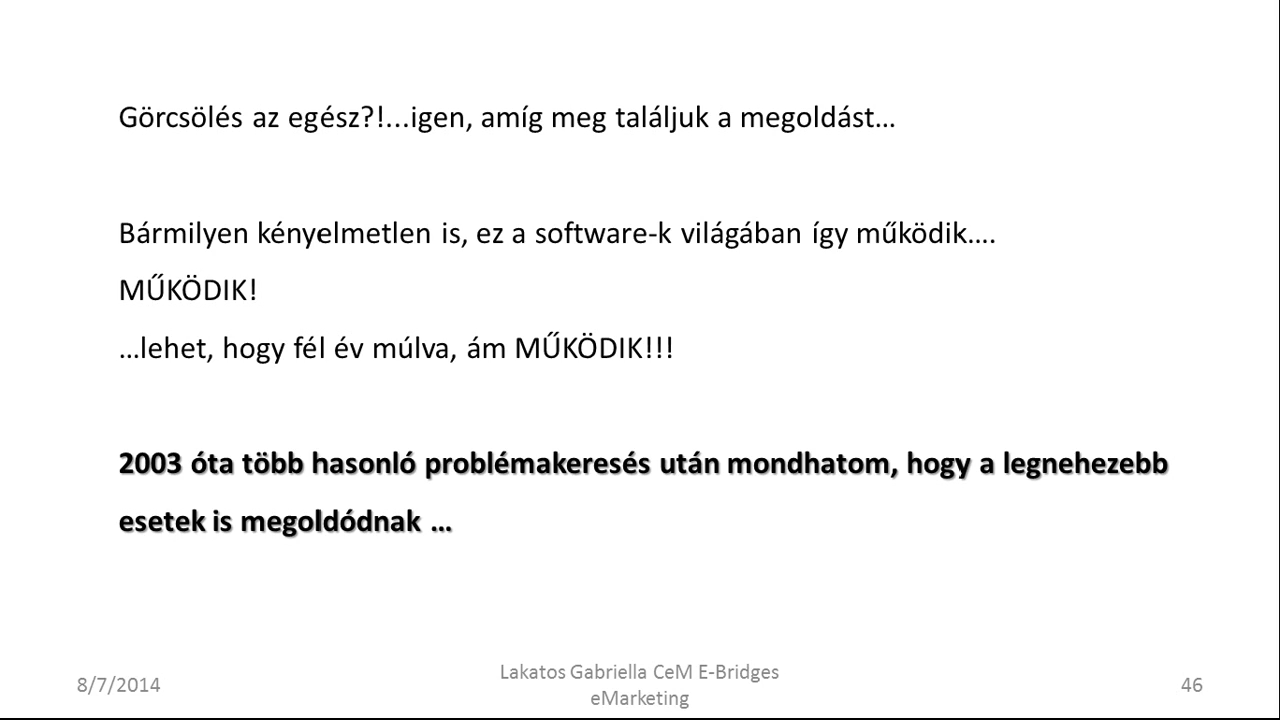 Görcsölés az egész?!...igen, amíg meg találjuk a megoldást…
Bármilyen kényelmetlen is, ez a software-k világában így működik….
MŰKÖDIK!
…lehet, hogy fél év múlva, ám MŰKÖDIK!!!
2003 óta több hasonló problémakeresés után mondhatom, hogy a legnehezebb
esetek is megoldódnak …
8/7/2014
Lakatos Gabriella CeM E-Bridges
eMarketing
46